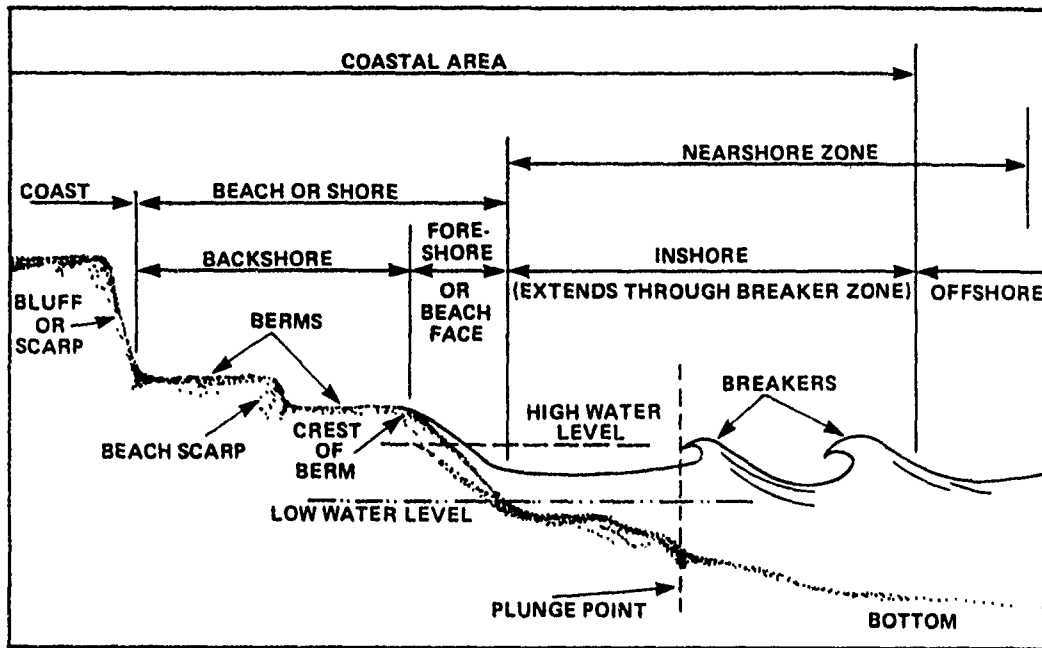 COASTAL AREA
NEARSHORE ZONE
COAST
BEACH OR SHORE
FORE-
SHORE
OR
BEACH
FACE
BACKSHORE
INSHORE
(EXTENDS THROUGH BREAKER ZONE)
OFFSHORE
BLUFF
OR
SCARP
BERMS
BREAKERS
HIGH WATER
LEVEL
BEACH SCARP
CREST
OF
BERM
LOW WATER LEVEL
PLUNGE POINT
BOTTOM